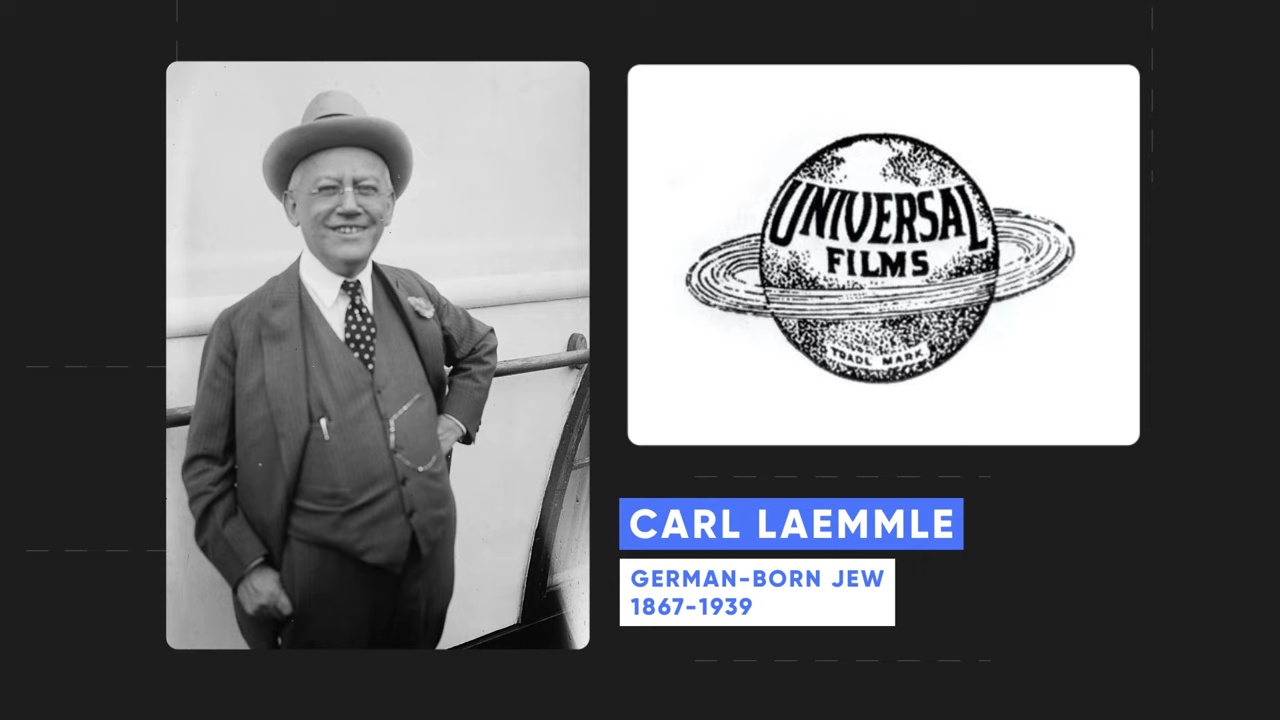 UNIVERSAL
FILMS
TRADE MARK
CARL LAEMMLE
GERMAN-BORN JEW
1867-1939